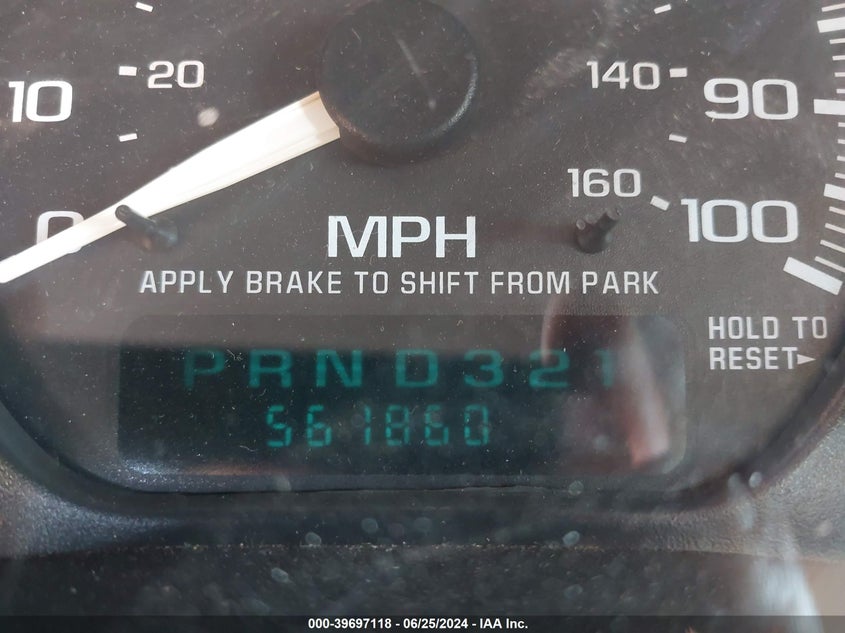 20
140
10
90
160
0
100
MPH
APPLY BRAKE TO SHIFT FROM PARK
HOLD TO
RESET
PRND321
561860
000-39697118 - 06/25/2024 - IAA Inc.